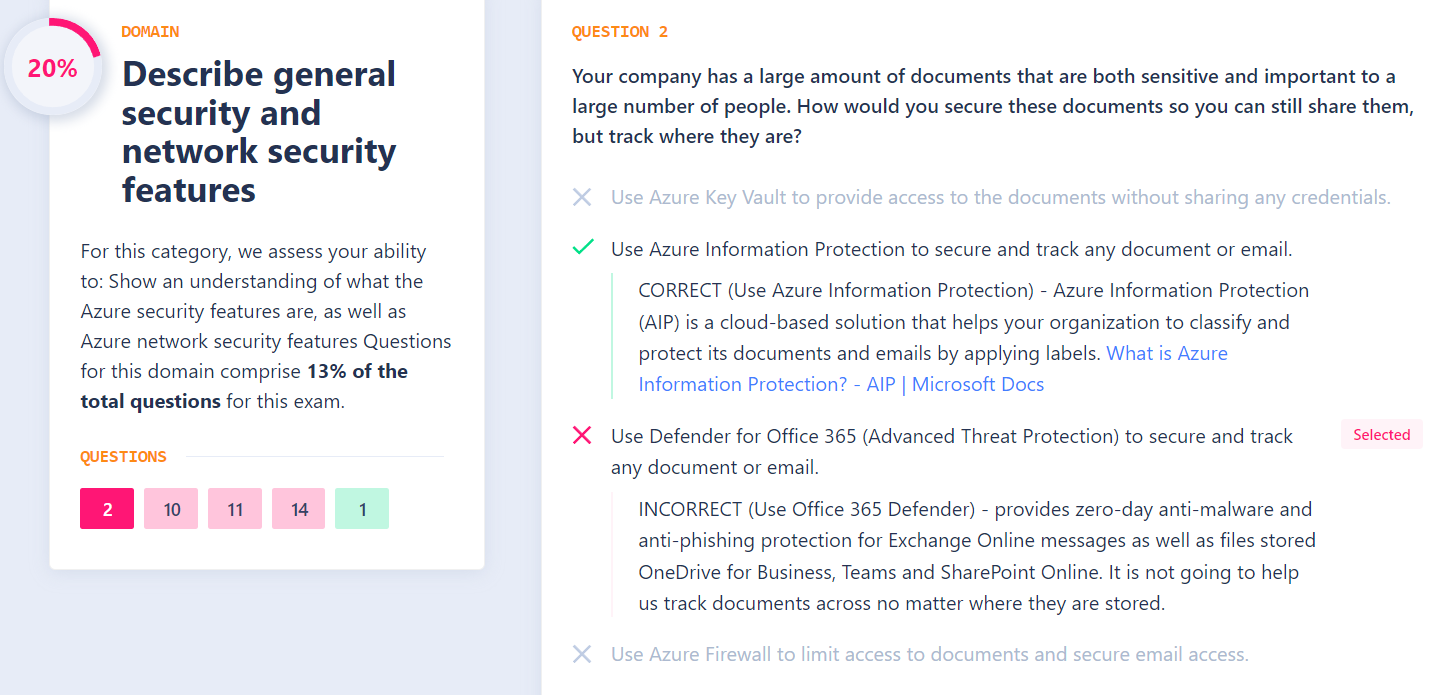 20%
DOMAIN
Describe general
security and
network security
features
For this category, we assess your ability
to: Show an understanding of what the
Azure security features are, as well as
Azure network security features Questions
for this domain comprise 13% of the
total questions for this exam.
QUESTIONS
2 10 11 14 1
QUESTION 2
Your company has a large amount of documents that are both sensitive and important to a
large number of people. How would you secure these documents so you can still share them,
but track where they are?
Use Azure Key Vault to provide access to the documents without sharing any credentials.
Use Azure Information Protection to secure and track any document or email.
CORRECT (Use Azure Information Protection) - Azure Information Protection
(AIP) is a cloud-based solution that helps your organization to classify and
protect its documents and emails by applying labels. What is Azure
Information Protection? - AIP | Microsoft Docs
Use Defender for Office 365 (Advanced Threat Protection) to secure and track
any document or email.
Selected
INCORRECT (Use Office 365 Defender) - provides zero-day anti-malware and
anti-phishing protection for Exchange Online messages as well as files stored
OneDrive for Business, Teams and SharePoint Online. It is not going to help
us track documents across no matter where they are stored.
Use Azure Firewall to limit access to documents and secure email access.